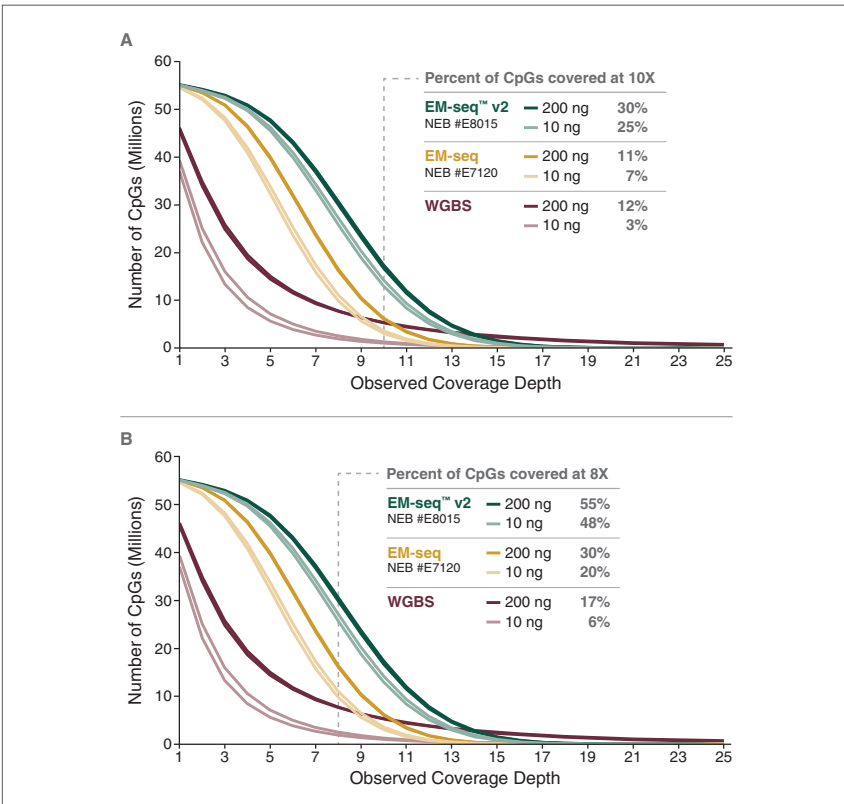 A
Number of CpGs (Millions)
60
50
40
30
20
10
0
Percent of CpGs covered at 10X
EM-seq™ v2 200 ng 30%
NEB #E8015 10 ng 25%
EM-seq 200 ng 11%
NEB #E7120 10 ng 7%
WGBS 200 ng 12%
10 ng 3%
1 3 5 7 9 11 13 15 17 19 21 23 25
Observed Coverage Depth
B
Number of CpGs (Millions)
60
50
40
30
20
10
0
Percent of CpGs covered at 8X
EM-seq™ v2 200 ng 55%
NEB #E8015 10 ng 48%
EM-seq 200 ng 30%
NEB #E7120 10 ng 20%
WGBS 200 ng 17%
10 ng 6%
1 3 5 7 9 11 13 15 17 19 21 23 25
Observed Coverage Depth